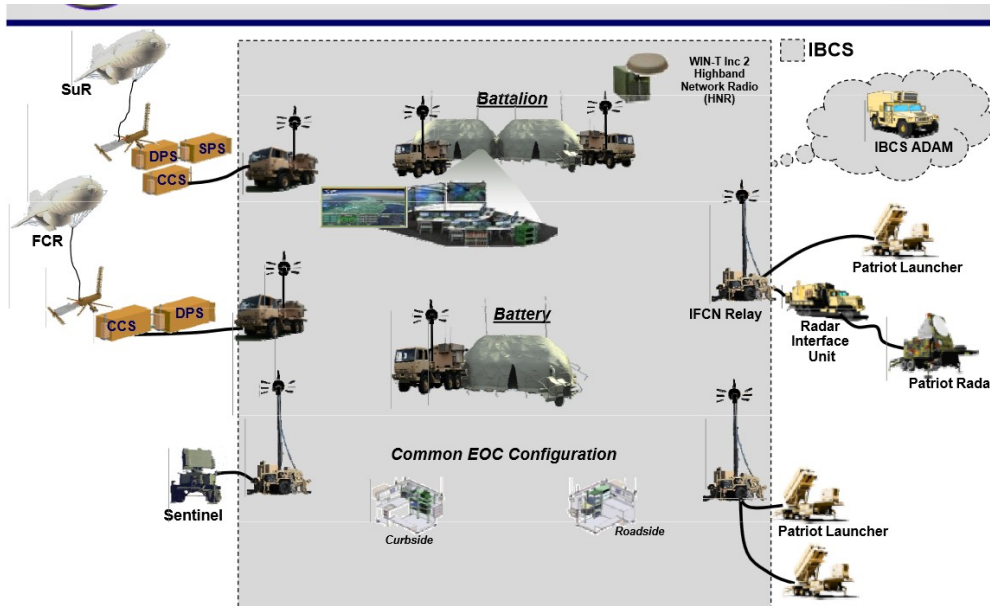 IBCS
SuR
Battalion
WIN-T Inc 2
Highband
Network Radio
(HNR)
IBCS ADAM
DPS
SPS
CCS
FCR
Patriot Launcher
CCS
DPS
IFCN Relay
Radar
Interface
Unit
Battery
Patriot Rada
Common EOC Configuration
Sentinel
Curbside
Roadside
Patriot Launcher